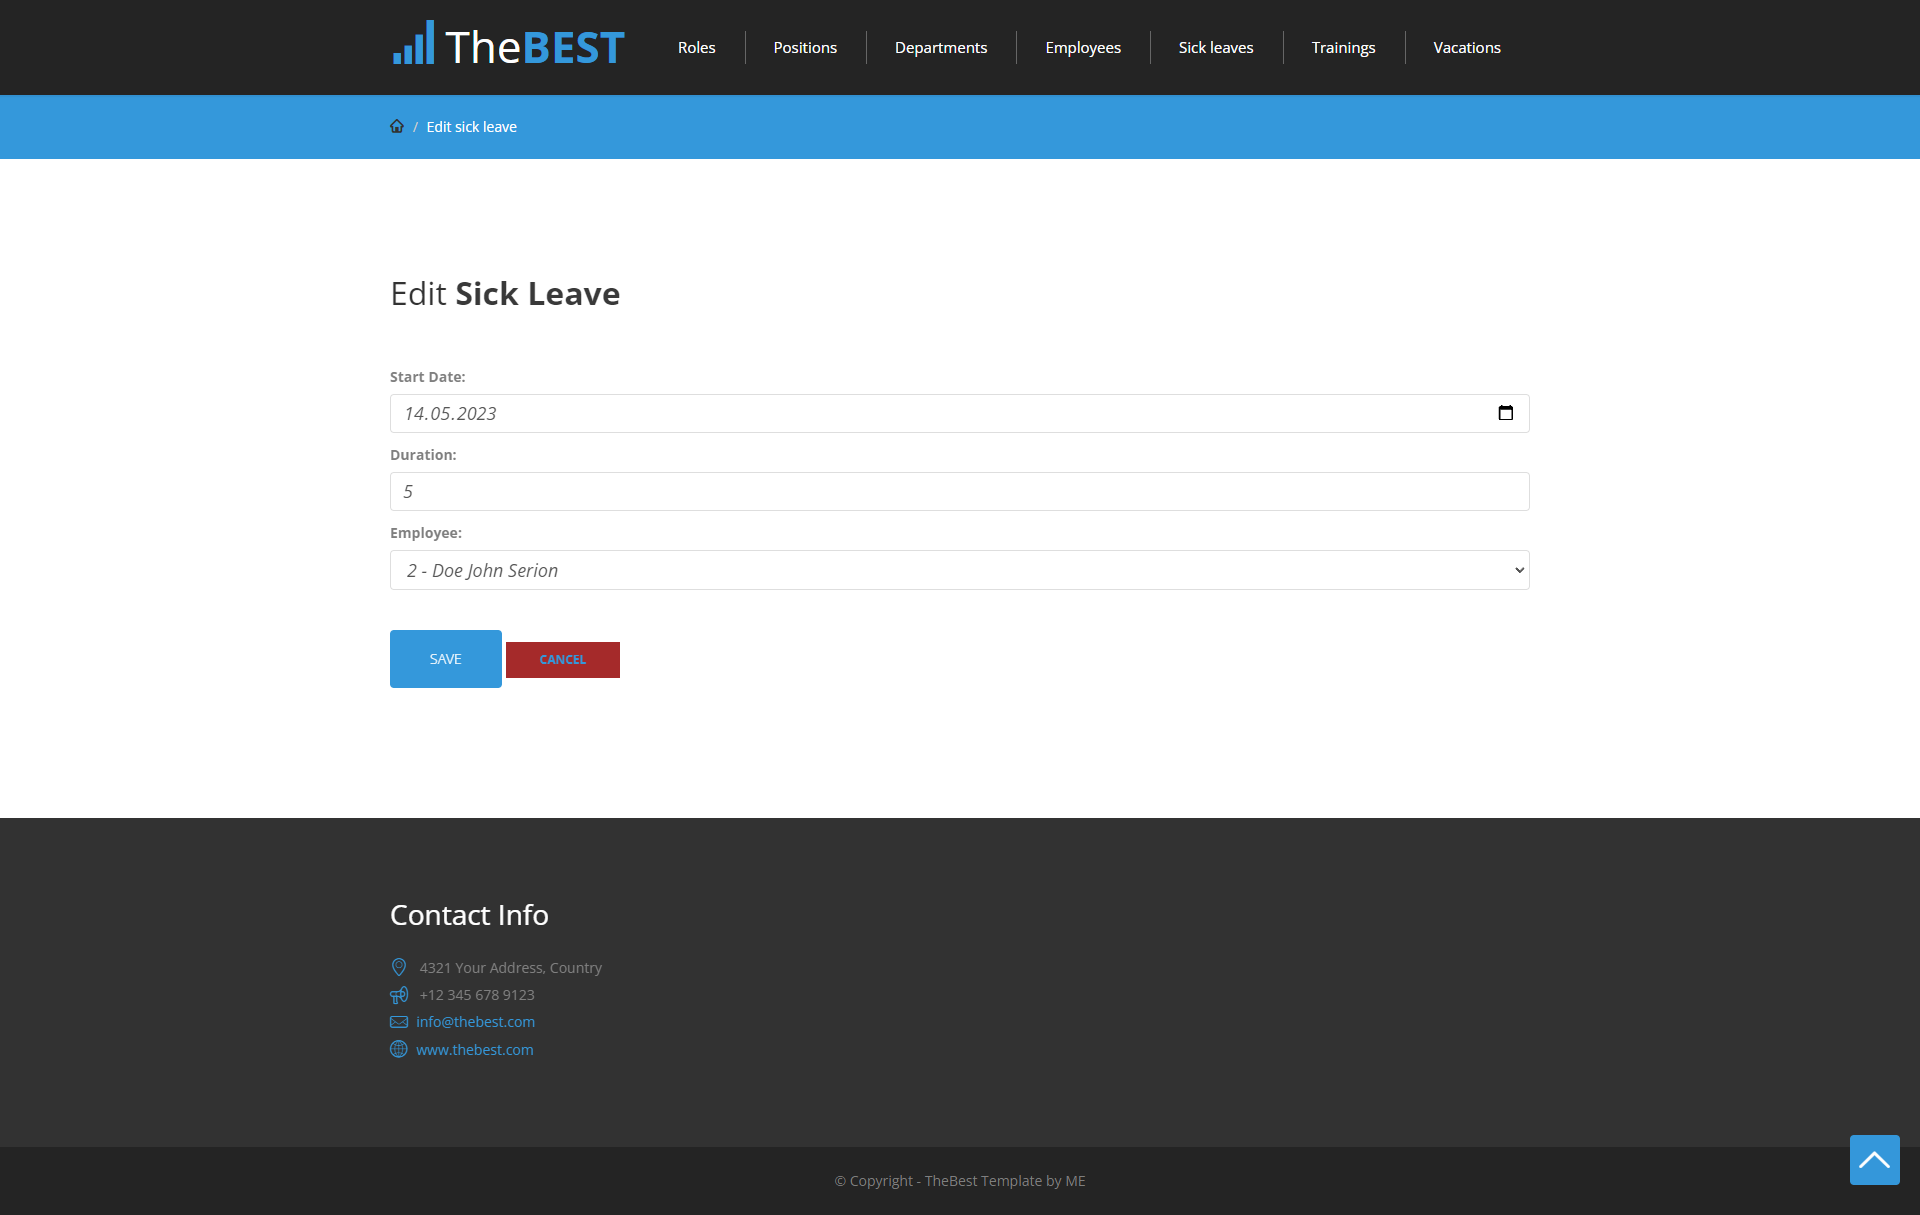 TheBEST
Roles
Positions
Departments
Employees
Sick leaves
Trainings
Vacations
/ Edit sick leave
Edit Sick Leave
Start Date:
14.05.2023
Duration:
5
Employee:
2 - Doe John Serion
SAVE
CANCEL
Contact Info
4321 Your Address, Country
+12 345 678 9123
info@thebest.com
www.thebest.com
© Copyright - TheBest Template by ME